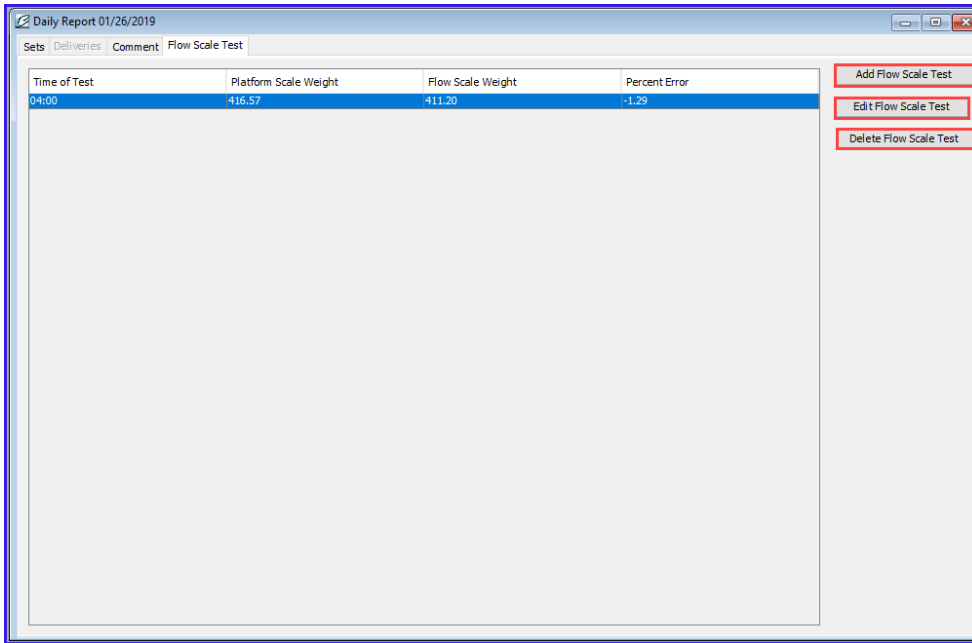 Daily Report 01/26/2019
Sets Deliveries Comment Flow Scale Test
Time of Test Platform Scale Weight Flow Scale Weight Percent Error
04:00 416.57 411.20 -1.29
Add Flow Scale Test
Edit Flow Scale Test
Delete Flow Scale Test